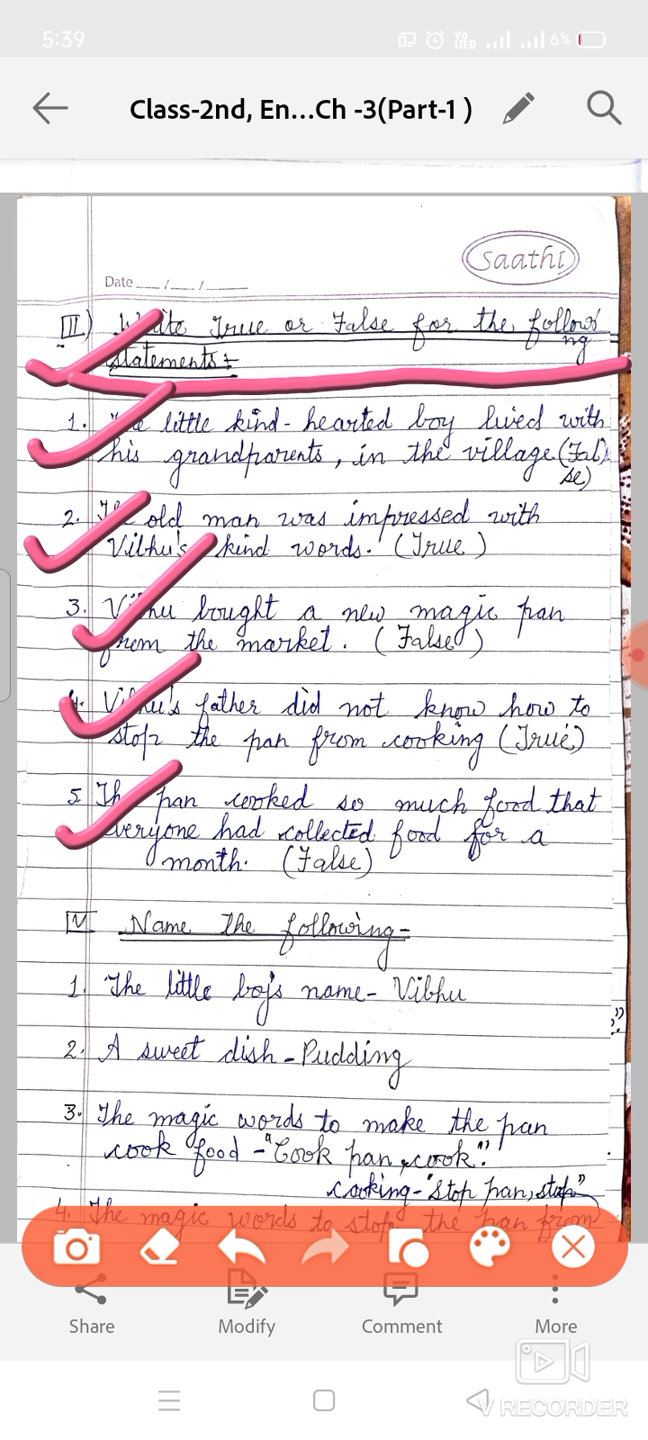 5:39
Vo LTED
6%
Class-2nd, En...Ch -3(Part-1 )
Saathi
Date __/__/__
III) Write True or False for the following
statements:-
1. The little kind-hearted boy lived with
his grandparents, in the village (False)
2. The old man was impressed with
Vibhu's kind words. (True)
3. Vibhu bought a new magic pan
from the market. (False)
4. Vibhu's father did not know how to
stop the pan from cooking (True)
5. The pan cooked so much food that
everyone had collected food for a
month. (False)
IV Name the following-
1. The little boy's name- Vibhu
2. A sweet dish - Pudding
3. The magic words to make the pan
cook food - "Cook pan, cook."
cooking-"Stop pan, stop"
4. The magic words to stop the pan from
Share
Modify
Comment
More
V RECORDER